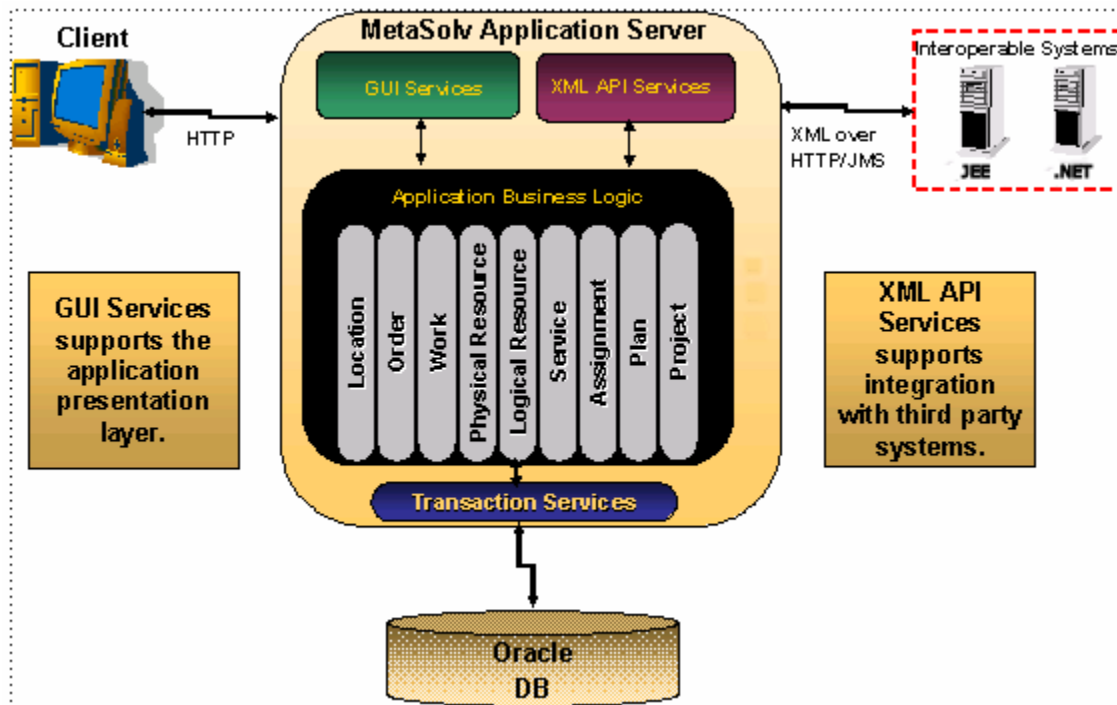 MetaSolv Application Server
Client
GUI Services
XML API Services
Interoperable Systems
HTTP
XML over
HTTP/JMS
JEE
.NET
Application Business Logic
Location
Order
Work
Physical Resource
Logical Resource
Service
Assignment
Plan
Project
GUI Services
supports the
application
presentation
layer.
XML API
Services
supports
integration
with third party
systems.
Transaction Services
Oracle
DB